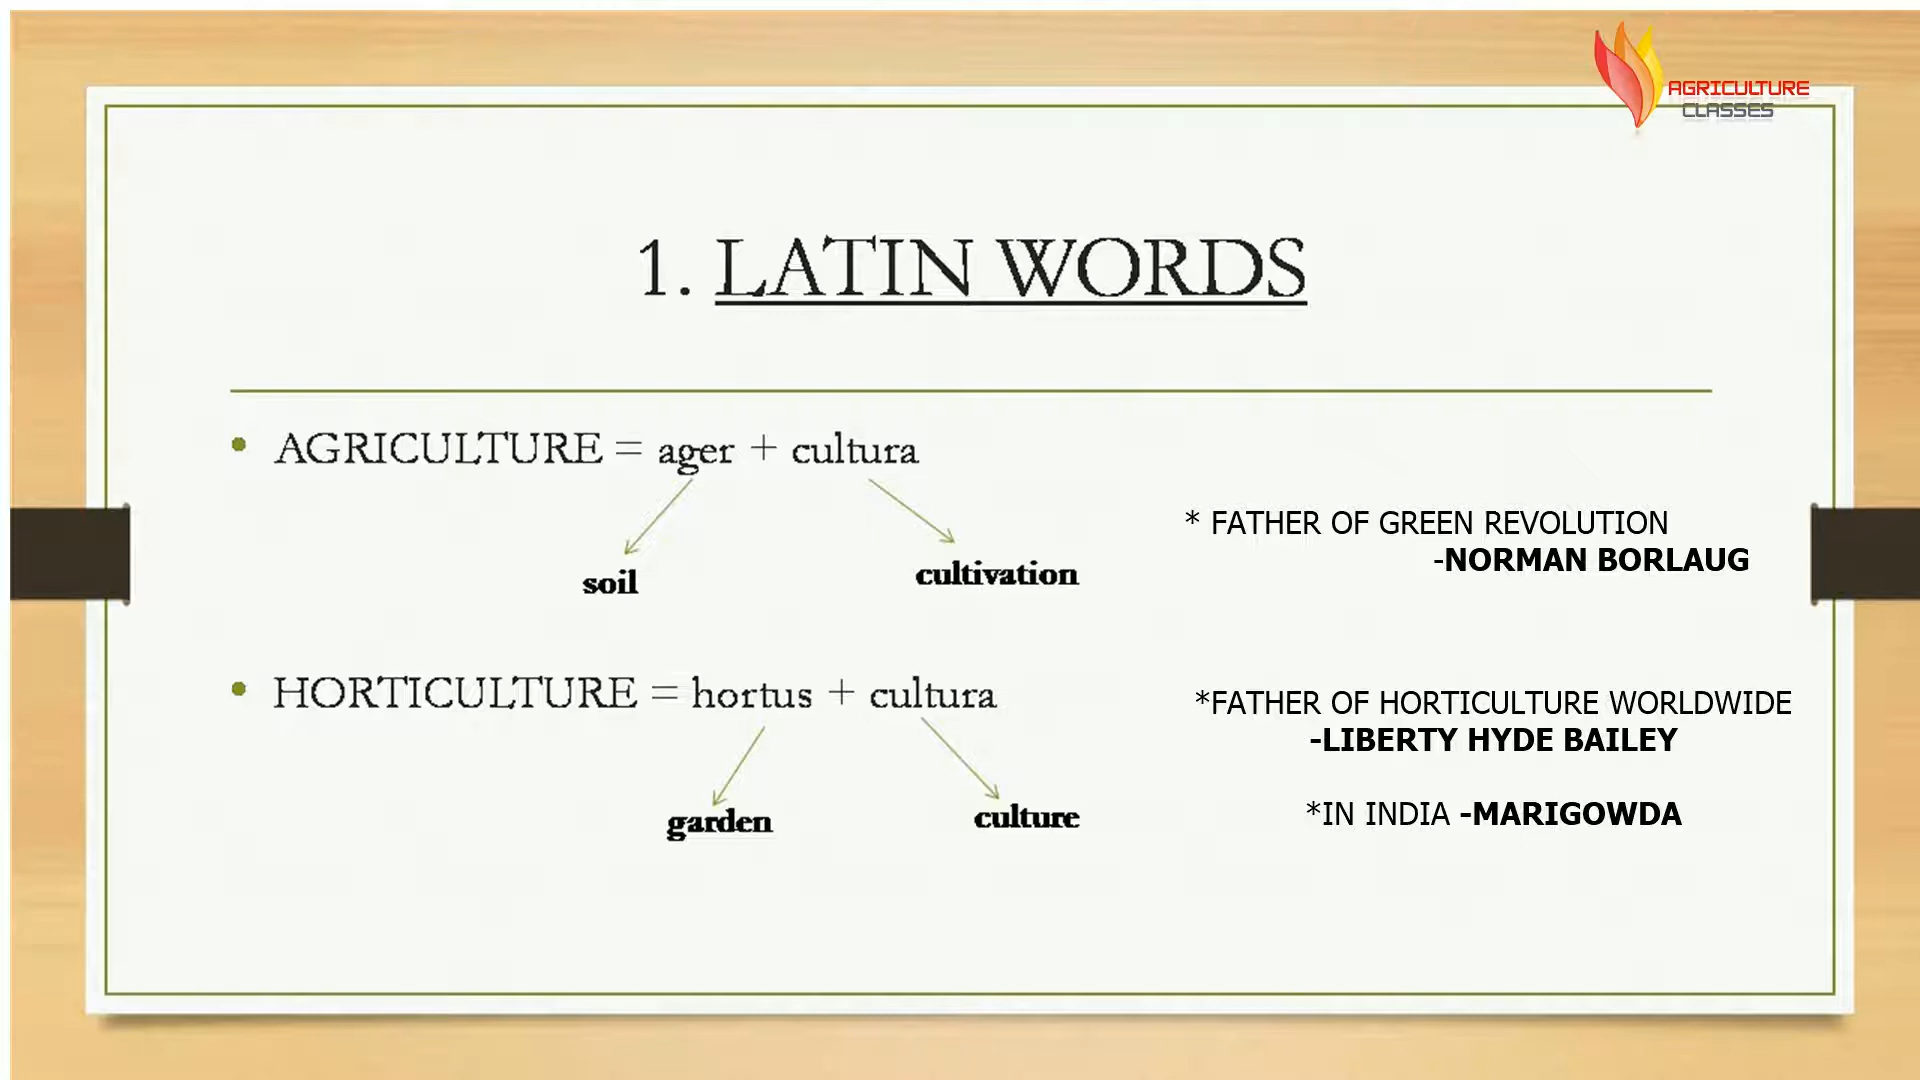 AGRICULTURE
CLASSES
1. LATIN WORDS
• AGRICULTURE = ager + cultura
soil
cultivation
* FATHER OF GREEN REVOLUTION
-NORMAN BORLAUG
• HORTICULTURE = hortus + cultura
garden
culture
*FATHER OF HORTICULTURE WORLDWIDE
-LIBERTY HYDE BAILEY
*IN INDIA -MARIGOWDA